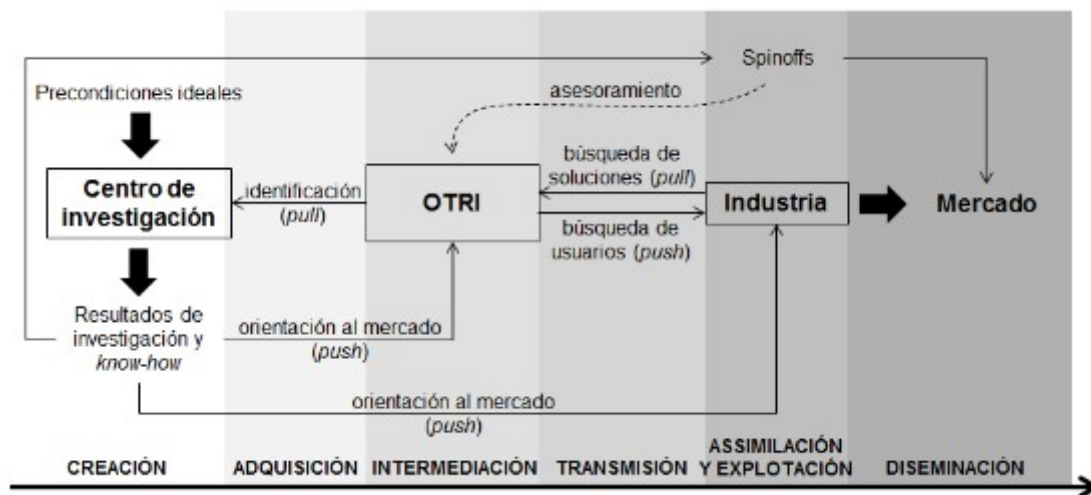 Spinoffs
Precondiciones ideales
asesoramiento
búsqueda de
soluciones (pull)
Centro de
investigación
identificación
(pull)
OTRI
Industria
Mercado
búsqueda de
usuarios (push)
Resultados de
investigación y
know-how
orientación al mercado
(push)
orientación al mercado
(push)
CREACIÓN
ADQUISICIÓN
INTERMEDIACIÓN
TRANSMISIÓN
ASSIMILACIÓN
Y EXPLOTACIÓN
DISEMINACIÓN